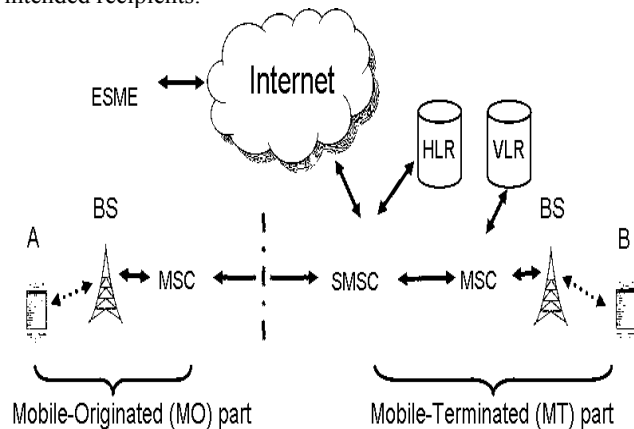 intended recipients.
Internet
ESME
HLR
VLR
BS
BS
A
B
MSC
SMSC
MSC
Mobile-Originated (MO) part
Mobile-Terminated (MT) part